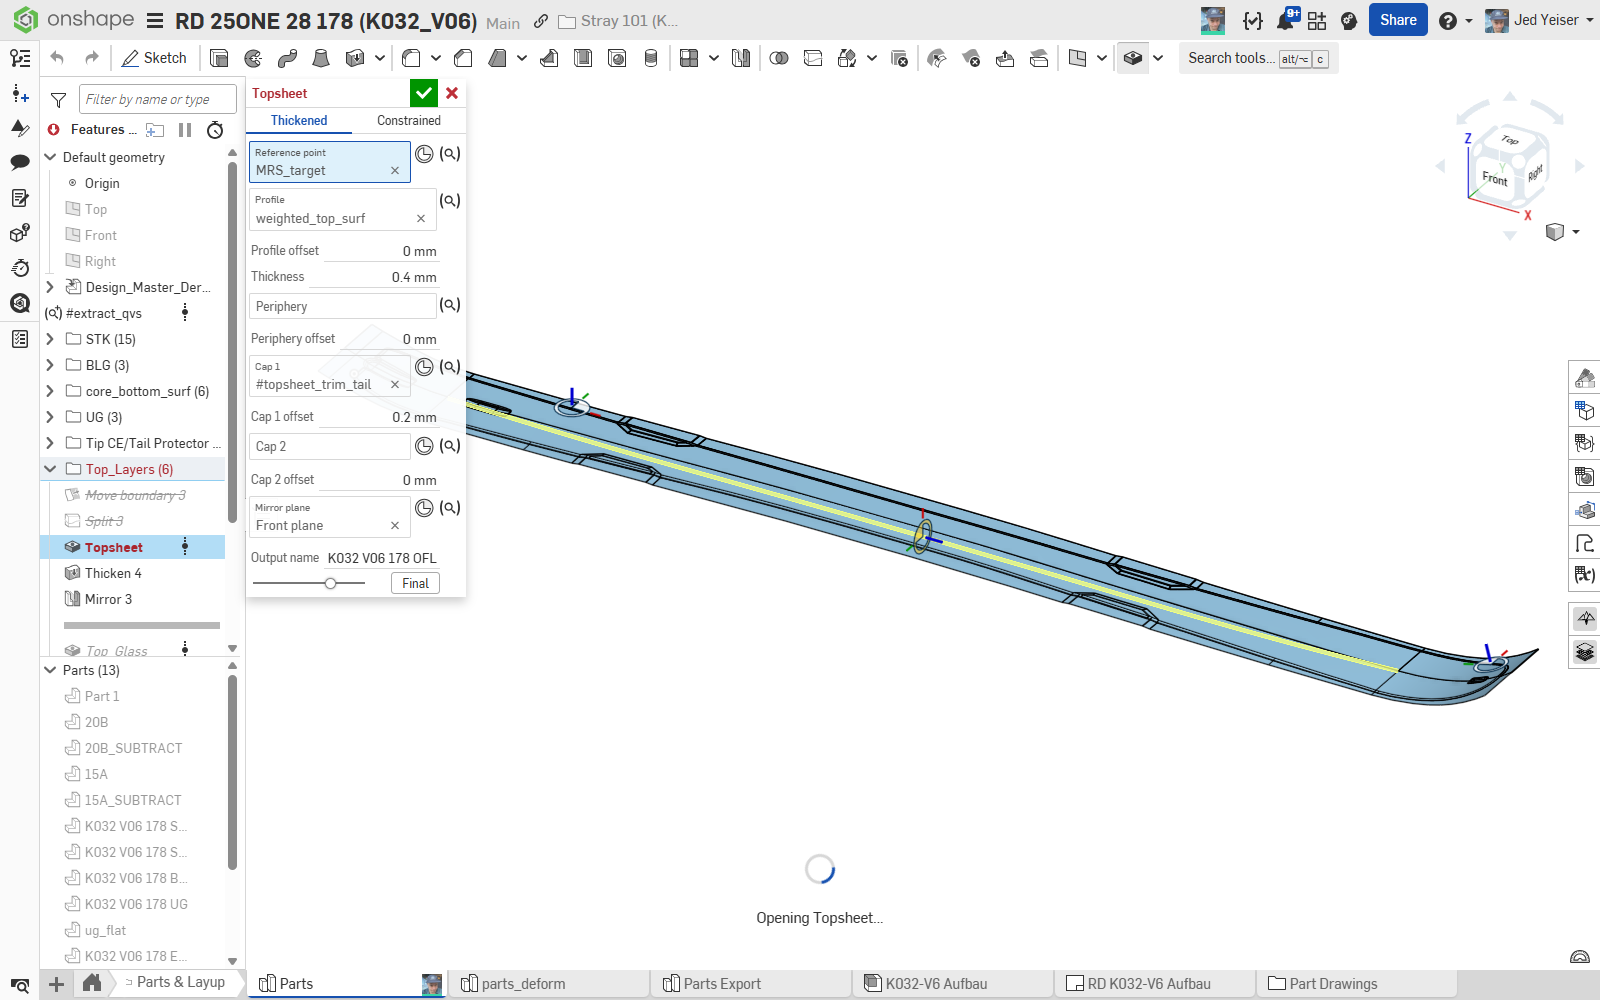 onshape
RD 25ONE 28 178 (K032_V06)
Main
Stray 101 (K...
9+
Share
Jed Yeiser
Sketch
Search tools...
alt/⌥
c
Filter by name or type
Features ...
Default geometry
Origin
Top
Front
Right
Design_Master_Der...
#extract_qvs
STK (15)
BLG (3)
core_bottom_surf (6)
UG (3)
Tip CE/Tail Protector ...
Top_Layers (6)
Move boundary 3
Split 3
Topsheet
Thicken 4
Mirror 3
Top_Glass
Parts (13)
Part 1
20B
20B_SUBTRACT
15A
15A_SUBTRACT
K032 V06 178 S...
K032 V06 178 S...
K032 V06 178 B...
K032 V06 178 UG
ug_flat
K032 V06 178 E...
Topsheet
Thickened
Constrained
Reference point
MRS_target
Profile
weighted_top_surf
Profile offset
0 mm
Thickness
0.4 mm
Periphery
Periphery offset
0 mm
Cap 1
#topsheet_trim_tail
Cap 1 offset
0.2 mm
Cap 2
Cap 2 offset
0 mm
Mirror plane
Front plane
Output name
K032 V06 178 OFL
Final
Z
Top
Y
Front
Right
X
Opening Topsheet...
Parts & Layup
Parts
parts_deform
Parts Export
K032-V6 Aufbau
RD K032-V6 Aufbau
Part Drawings